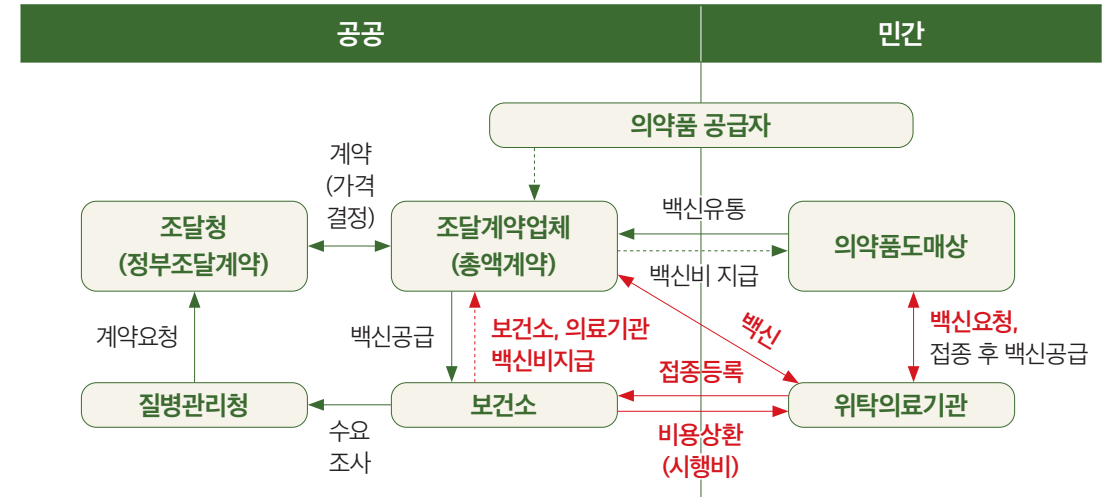 공공
민간
의약품 공급자
계약
(가격
결정)
조달청
(정부조달계약)
조달계약업체
(총액계약)
백신유통
백신비 지급
의약품도매상
계약요청
백신공급
보건소, 의료기관
백신비지급
백신
백신요청,
접종 후 백신공급
접종등록
질병관리청
보건소
위탁의료기관
수요
조사
비용상환
(시행비)